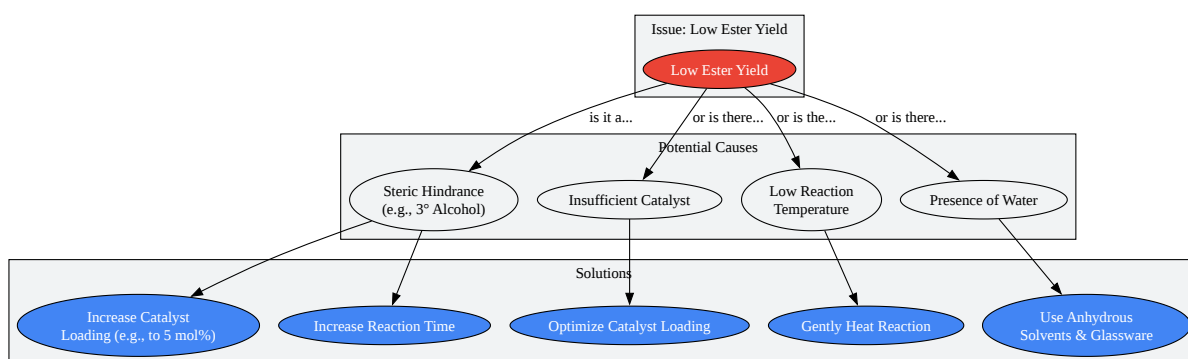 Issue: Low Ester Yield
Low Ester Yield
is it a...
or is there...
or is the...
or is there...
Potential Causes
Steric Hindrance
(e.g., 3° Alcohol)
Insufficient Catalyst
Low Reaction
Temperature
Presence of Water
Solutions
Increase Catalyst
Loading (e.g., to 5 mol%)
Increase Reaction Time
Optimize Catalyst Loading
Gently Heat Reaction
Use Anhydrous
Solvents & Glassware